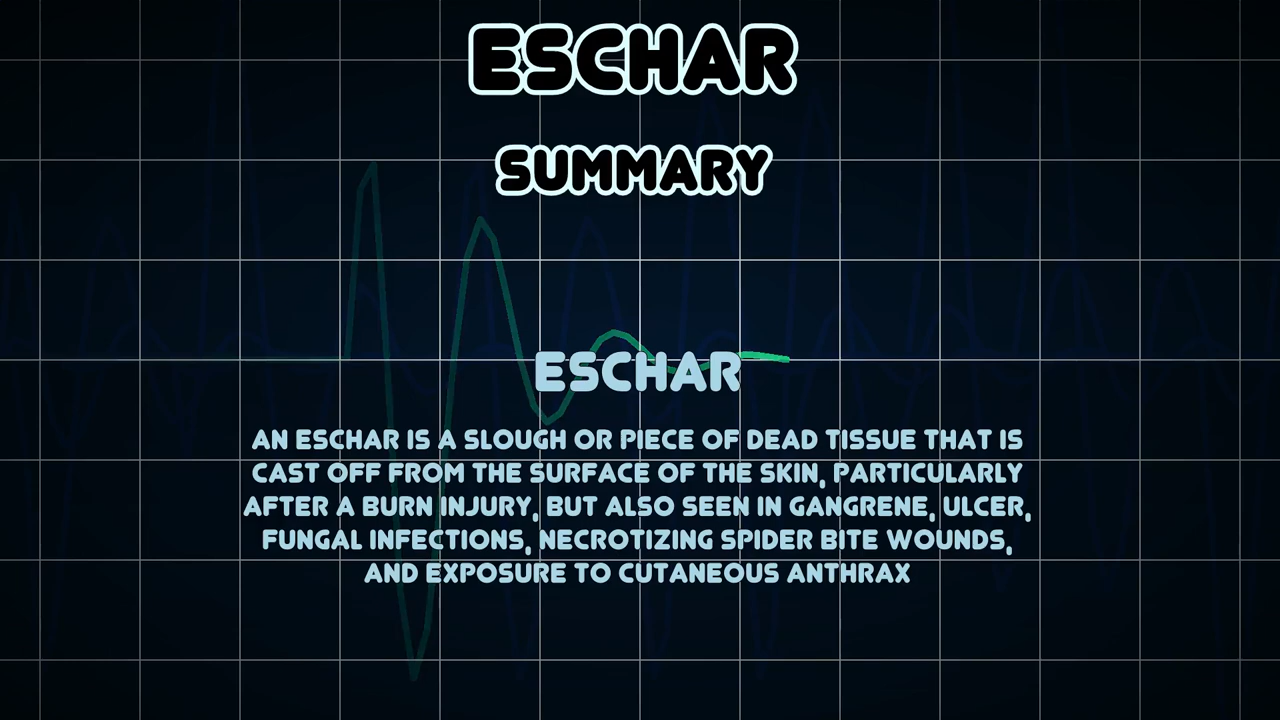 ESCHAR
SUMMARY
ESCHAR
AN ESCHAR IS A SLOUGH OR PIECE OF DEAD TISSUE THAT IS
CAST OFF FROM THE SURFACE OF THE SKIN, PARTICULARLY
AFTER A BURN INJURY, BUT ALSO SEEN IN GANGRENE, ULCER,
FUNGAL INFECTIONS, NECROTIZING SPIDER BITE WOUNDS,
AND EXPOSURE TO CUTANEOUS ANTHRAX